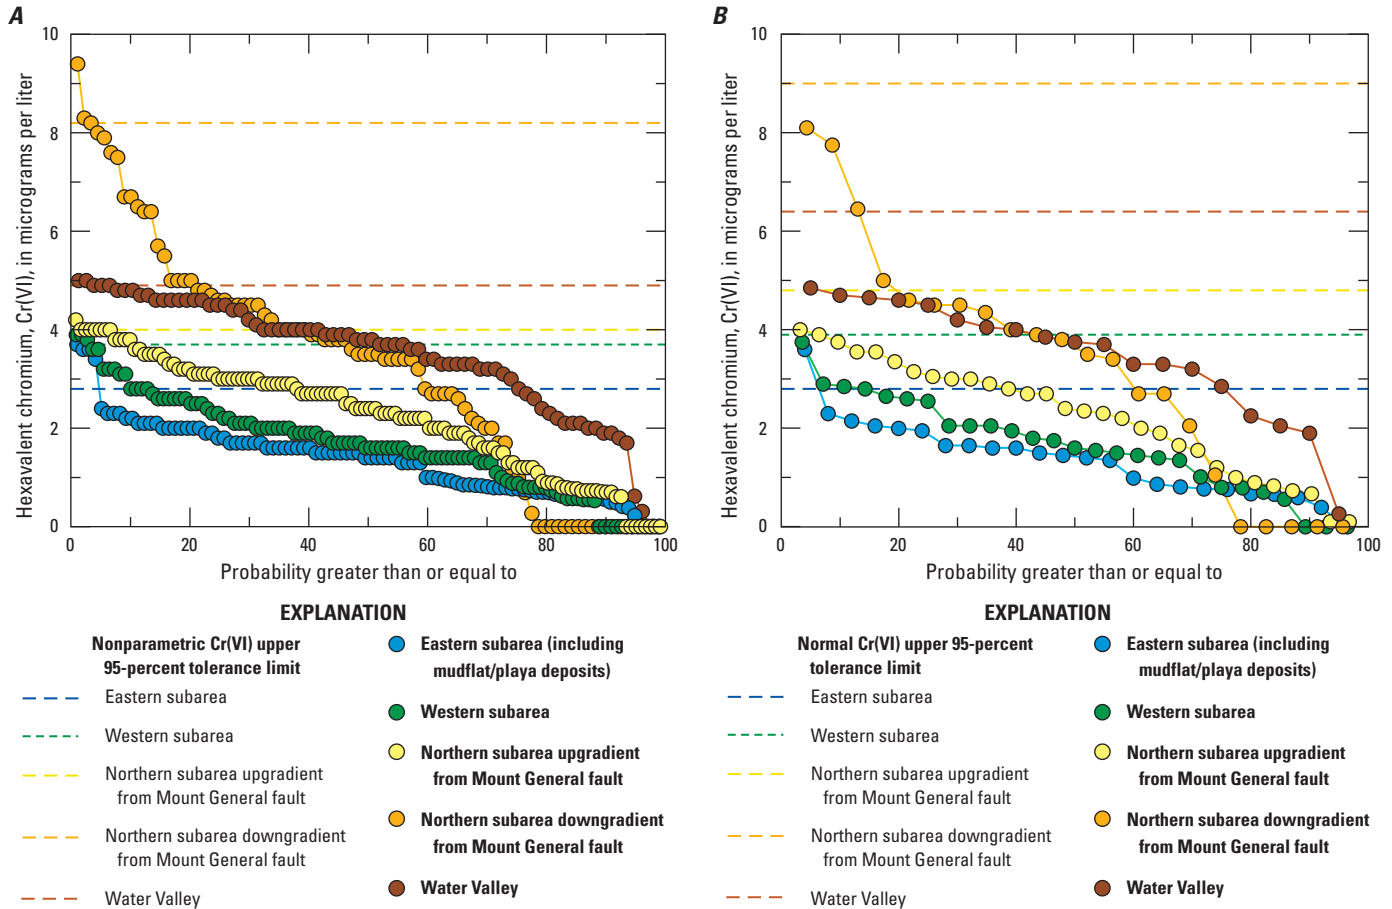 A
10
8
6
4
2
0
Hexavalent chromium, Cr(VI), in micrograms per liter
0 20 40 60 80 100
Probability greater than or equal to
EXPLANATION
Nonparametric Cr(VI) upper
95-percent tolerance limit
Eastern subarea
Western subarea
Northern subarea upgradient
from Mount General fault
Northern subarea downgradient
from Mount General fault
Water Valley
Eastern subarea (including
mudflat/playa deposits)
Western subarea
Northern subarea upgradient
from Mount General fault
Northern subarea downgradient
from Mount General fault
Water Valley
B
10
8
6
4
2
0
Hexavalent chromium, Cr(VI), in micrograms per liter
0 20 40 60 80 100
Probability greater than or equal to
EXPLANATION
Normal Cr(VI) upper 95-percent
tolerance limit
Eastern subarea
Western subarea
Northern subarea upgradient
from Mount General fault
Northern subarea downgradient
from Mount General fault
Water Valley
Eastern subarea (including
mudflat/playa deposits)
Western subarea
Northern subarea upgradient
from Mount General fault
Northern subarea downgradient
from Mount General fault
Water Valley